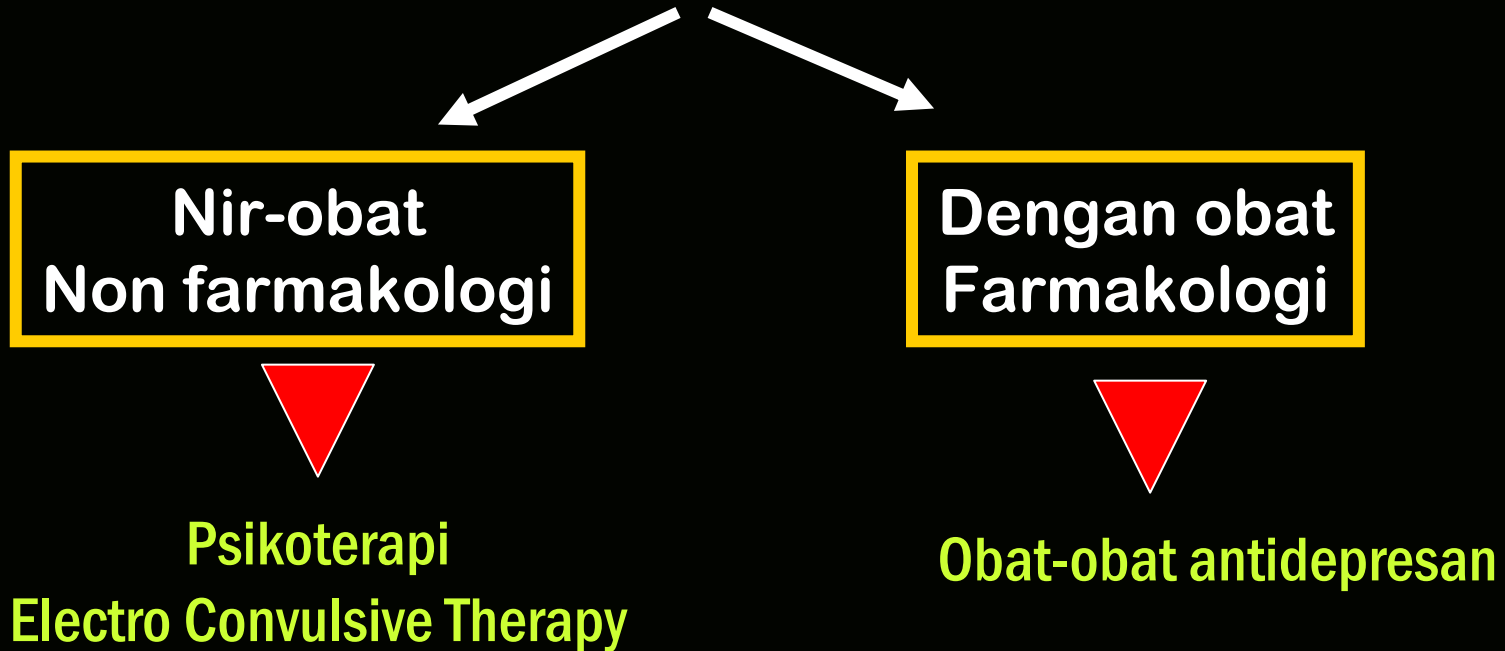 Nir-obat
Non farmakologi
Dengan obat
Farmakologi
Psikoterapi
Electro Convulsive Therapy
Obat-obat antidepresan